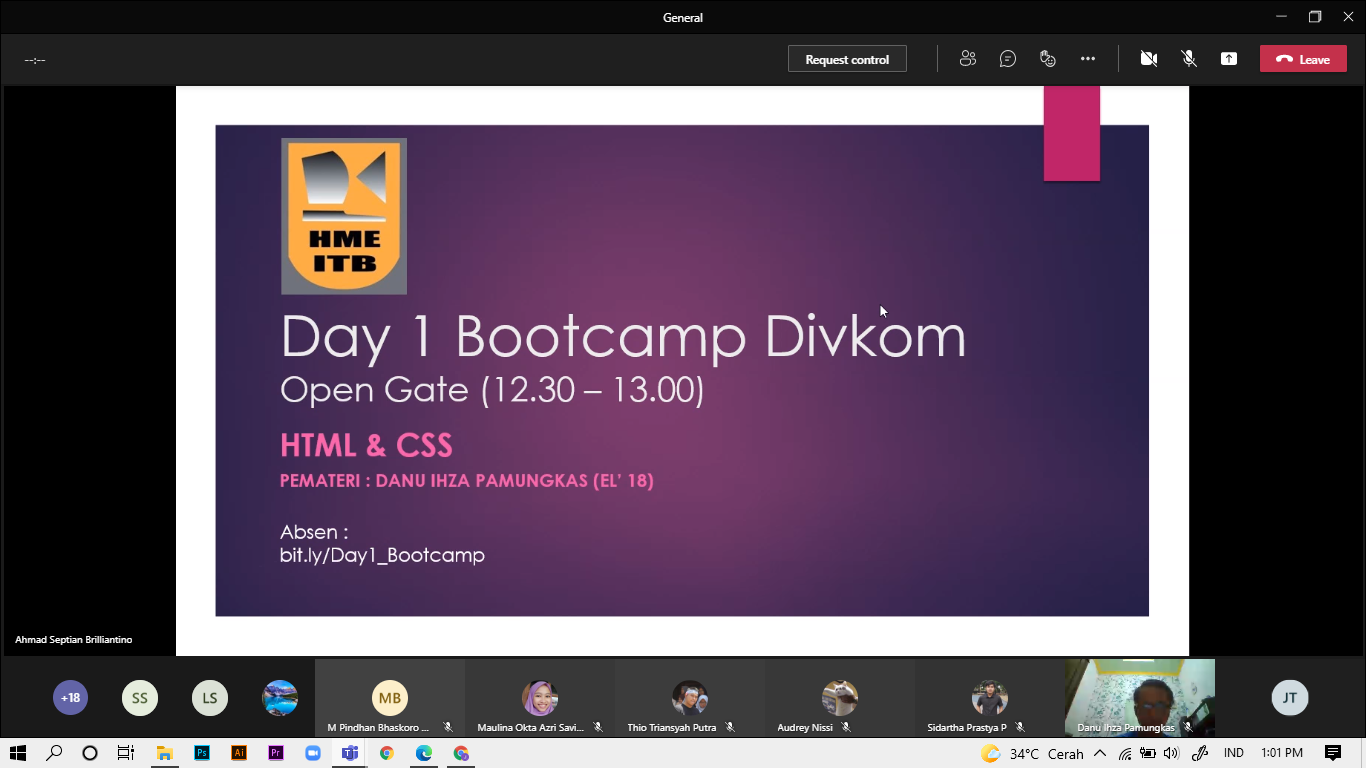 General
--:--
Request control
Leave
HME
ITB
Day 1 Bootcamp Divkom
Open Gate (12.30 – 13.00)
HTML & CSS
PEMATERI : DANU IHZA PAMUNGKAS (EL' 18)
Absen :
bit.ly/Day1_Bootcamp
Ahmad Septian Brilliantino
+18
SS
LS
MB
M Pindhan Bhaskoro ...
Maulina Okta Azri Savi...
Thio Triansyah Putra
Audrey Nissi
Sidartha Prastya P
Danu Ihza Pamungkas
JT
Ps
Ai
Pr
34°C Cerah
IND
1:01 PM